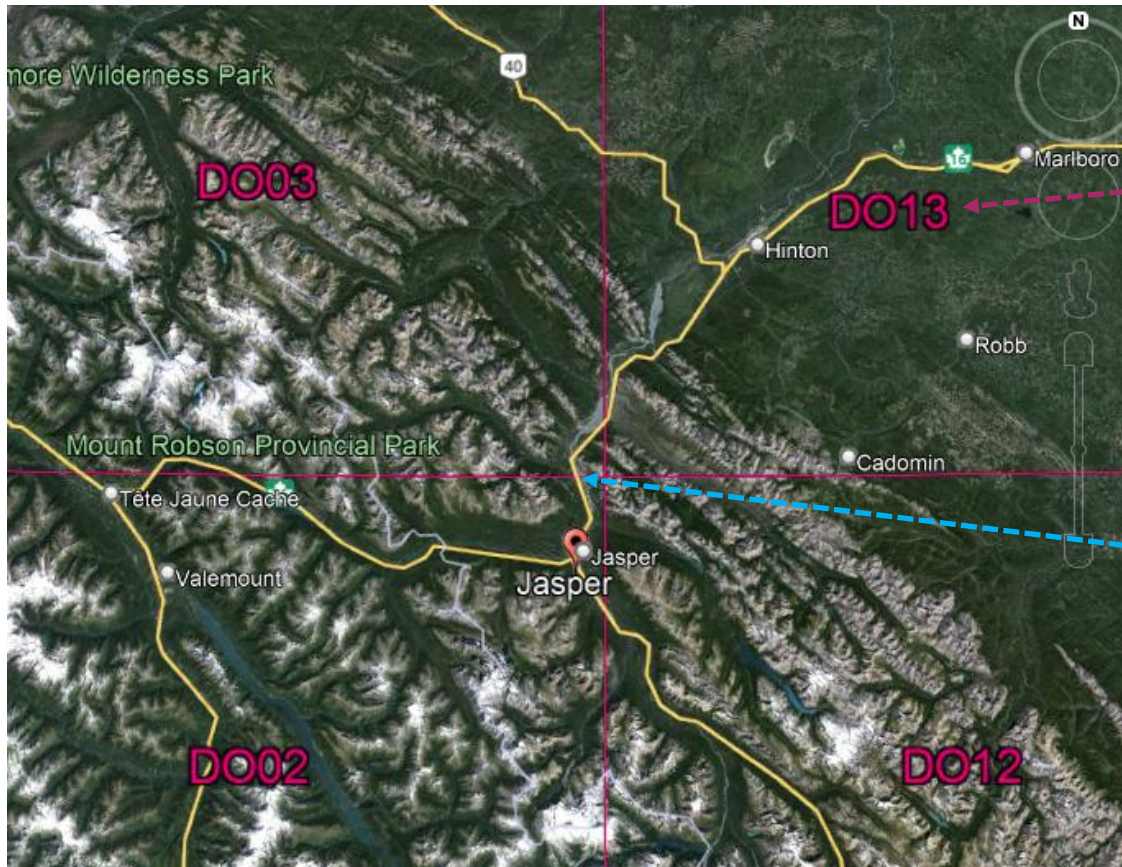 N
40
more Wilderness Park
16
Marlboro
DO03
DO13
Hinton
Robb
Mount Robson Provincial Park
Cadomin
Tête Jaune Cache
Jasper
Valemount
Jasper
DO02
DO12